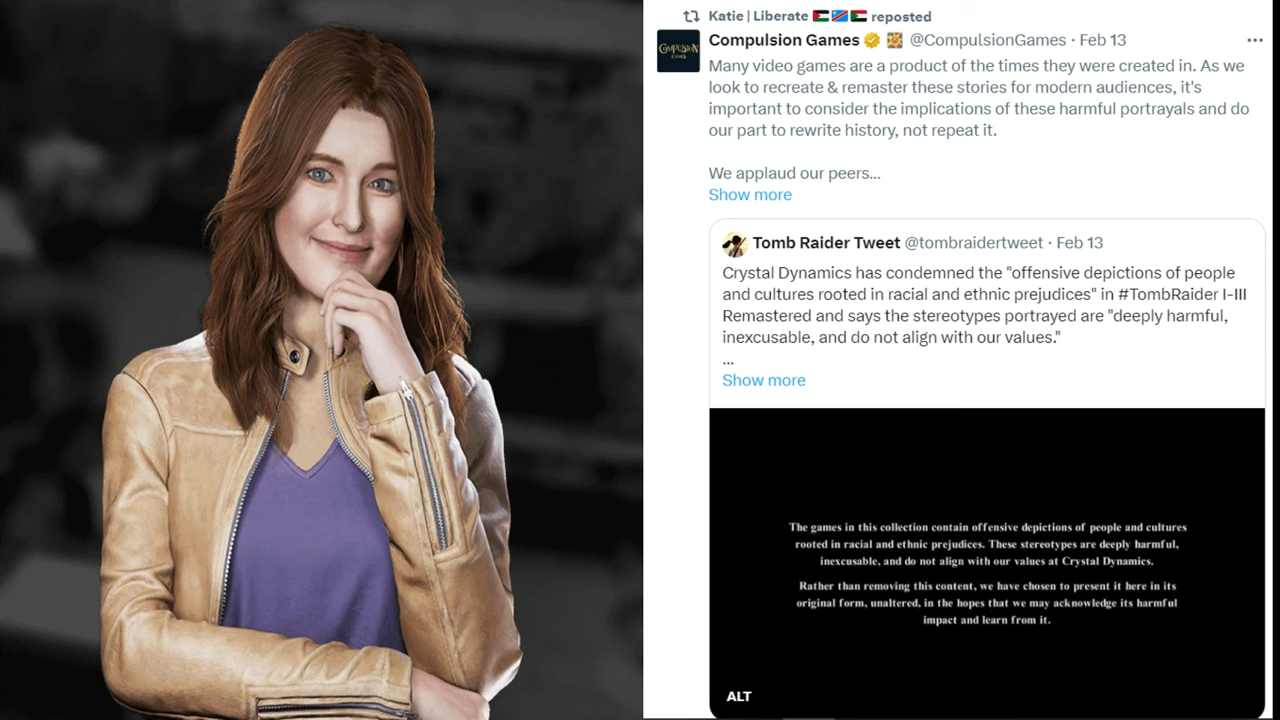 Katie | Liberate 🇵🇸🇨🇩🇸🇩 reposted
COMPULSION
GAMES
Compulsion Games @CompulsionGames · Feb 13
Many video games are a product of the times they were created in. As we
look to recreate & remaster these stories for modern audiences, it's
important to consider the implications of these harmful portrayals and do
our part to rewrite history, not repeat it.
We applaud our peers...
Show more
Tomb Raider Tweet @tombraidertweet · Feb 13
Crystal Dynamics has condemned the "offensive depictions of people
and cultures rooted in racial and ethnic prejudices" in #TombRaider I-III
Remastered and says the stereotypes portrayed are "deeply harmful,
inexcusable, and do not align with our values."
...
Show more
The games in this collection contain offensive depictions of people and cultures
rooted in racial and ethnic prejudices. These stereotypes are deeply harmful,
inexcusable, and do not align with our values at Crystal Dynamics.
Rather than removing this content, we have chosen to present it here in its
original form, unaltered, in the hopes that we may acknowledge its harmful
impact and learn from it.
ALT